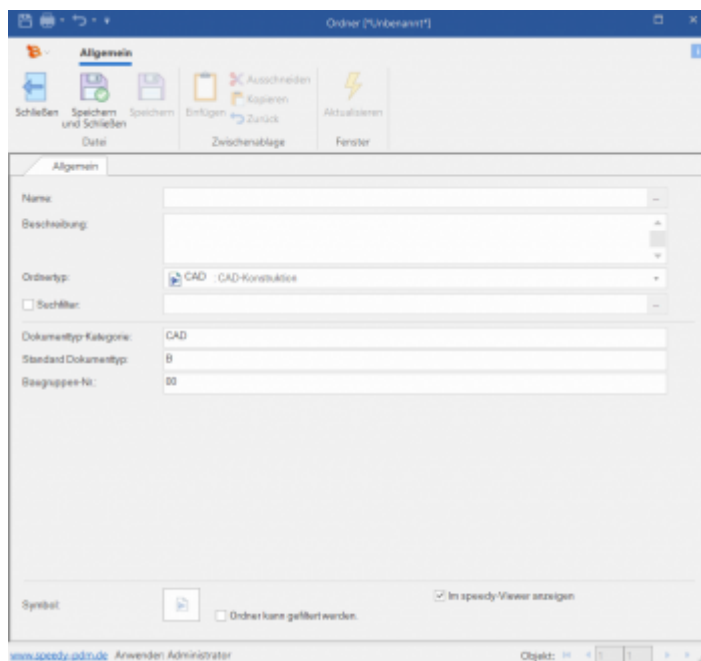 Ordner [*Unbenannt*]
Allgemein
Schließen
Speichern und Schließen
Speichern
Einfügen
Ausschneiden
Kopieren
Zurück
Aktualisieren
Datei
Zwischenablage
Fenster
Allgemein
Name:
Beschreibung:
Ordnertyp: CAD : CAD-Konstruktion
Suchfilter:
Dokumenttyp-Kategorie: CAD
Standard Dokumenttyp: B
Baugruppen-Nr.: 00
Im speedy-Viewer anzeigen
Symbol:
Ordner kann gefiltert werden.
www.speedy-pdm.de Anwender: Administrator Objekt: 1 1